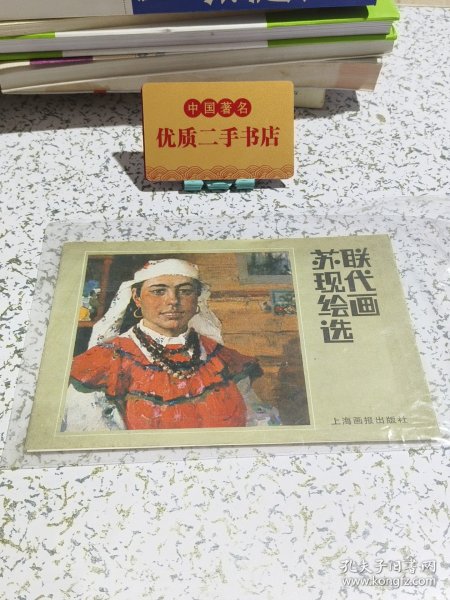 中国著名
优质二手书店
苏联
现代
绘画
选
上海画报出版社
孔夫子旧书网
www.kongfz.com